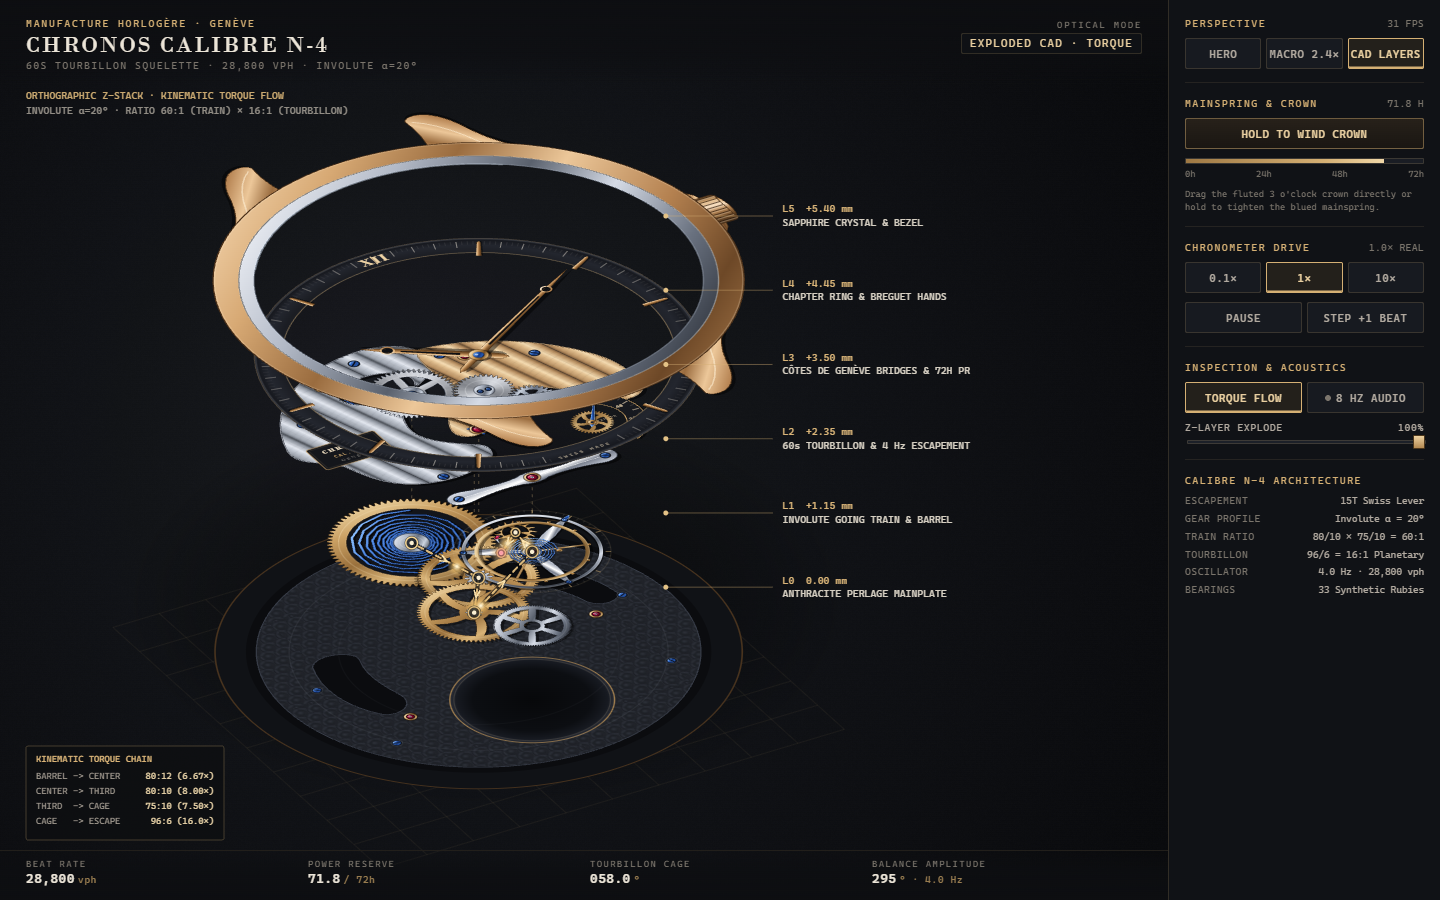 MANUFACTURE HORLOGÈRE · GENÈVE
CHRONOS CALIBRE N-4
60S TOURBILLON SQUELETTE · 28,800 VPH · INVOLUTE α=20°
ORTHOGRAPHIC Z-STACK · KINEMATIC TORQUE FLOW
INVOLUTE α=20° · RATIO 60:1 (TRAIN) × 16:1 (TOURBILLON)
OPTICAL MODE
EXPLODED CAD · TORQUE
XII
L5 +5.40 mm
SAPPHIRE CRYSTAL & BEZEL
L4 +4.45 mm
CHAPTER RING & BREGUET HANDS
L3 +3.50 mm
CÔTES DE GENÈVE BRIDGES & 72H PR
L2 +2.35 mm
60s TOURBILLON & 4 Hz ESCAPEMENT
L1 +1.15 mm
INVOLUTE GOING TRAIN & BARREL
L0 0.00 mm
ANTHRACITE PERLAGE MAINPLATE
SWISS MADE
KINEMATIC TORQUE CHAIN
BARREL -> CENTER 80:12 (6.67×)
CENTER -> THIRD 80:10 (8.00×)
THIRD -> CAGE 75:10 (7.50×)
CAGE -> ESCAPE 96:6 (16.0×)
BEAT RATE
28,800 vph
POWER RESERVE
71.8 / 72h
TOURBILLON CAGE
058.0 °
BALANCE AMPLITUDE
295 ° · 4.0 Hz
PERSPECTIVE 31 FPS
HERO MACRO 2.4× CAD LAYERS
MAINSPRING & CROWN 71.8 H
HOLD TO WIND CROWN
0h 24h 48h 72h
Drag the fluted 3 o'clock crown directly or
hold to tighten the blued mainspring.
CHRONOMETER DRIVE 1.0× REAL
0.1× 1× 10×
PAUSE STEP +1 BEAT
INSPECTION & ACOUSTICS
TORQUE FLOW 8 HZ AUDIO
Z-LAYER EXPLODE 100%
CALIBRE N-4 ARCHITECTURE
ESCAPEMENT 15T Swiss Lever
GEAR PROFILE Involute α = 20°
TRAIN RATIO 80/10 × 75/10 = 60:1
TOURBILLON 96/6 = 16:1 Planetary
OSCILLATOR 4.0 Hz · 28,800 vph
BEARINGS 33 Synthetic Rubies